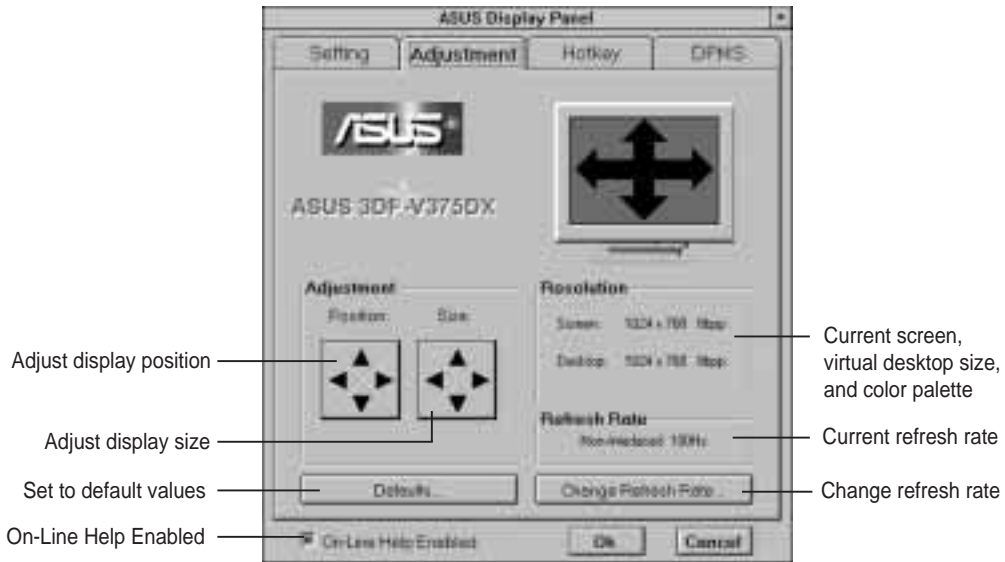 ASUS Display Panel
Setting
Adjustment
Hotkey
DPMS
ASUS
ASUS 3DP-V375DX
Adjustment
Position:
Size:
Resolution
Screen: 1024 x 768
Desktop: 1024 x 768
Refresh Rate
Non-Interlaced 100Hz
Defaults...
Change Refresh Rate...
On-Line Help Enabled
Ok
Cancel
Adjust display position
Adjust display size
Set to default values
On-Line Help Enabled
Current screen,
virtual desktop size,
and color palette
Current refresh rate
Change refresh rate